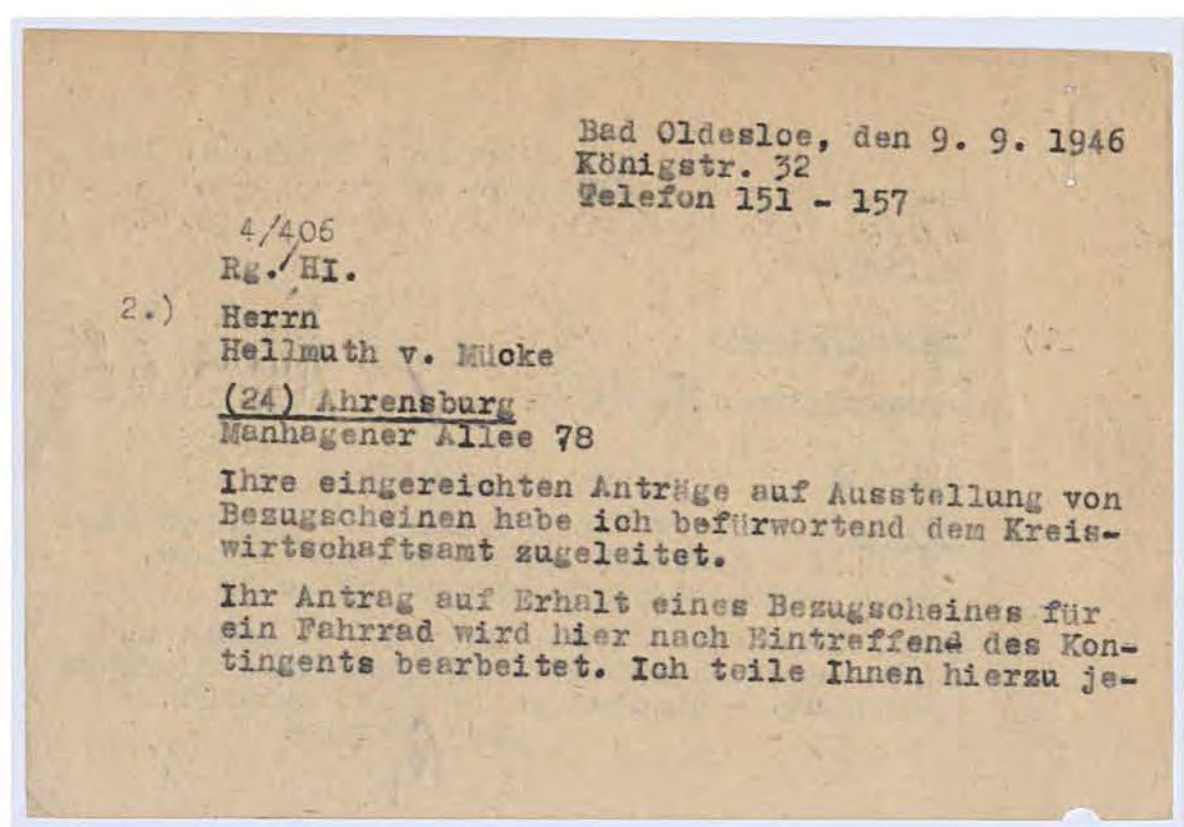 Bad Oldesloe, den 9. 9. 1946
Königstr. 32
Telefon 151 - 157
4/406
Rg./HI.
2.) Herrn
Hellmuth v. Mücke
(24) Ahrensburg
Manhagener Allee 78
Ihre eingereichten Anträge auf Ausstellung von
Bezugscheinen habe ich befürwortend dem Kreis-
wirtschaftsamt zugeleitet.
Ihr Antrag auf Erhalt eines Bezugscheines für
ein Fahrrad wird hier nach Eintreffend des Kon-
tingents bearbeitet. Ich teile Ihnen hierzu je-